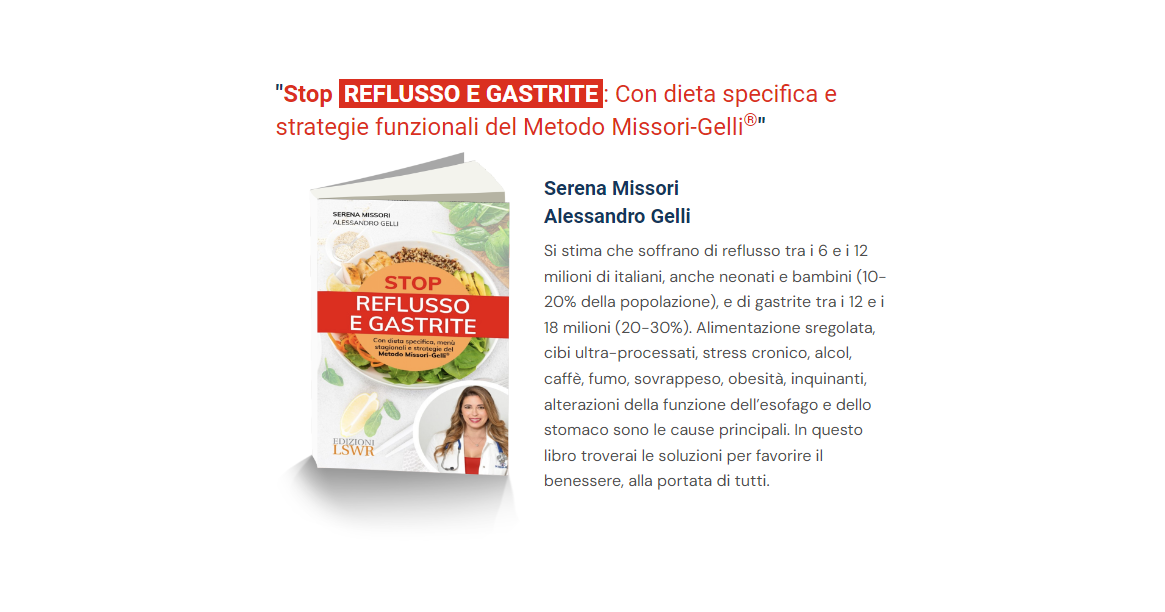 "Stop REFLUSSO E GASTRITE: Con dieta specifica e
strategie funzionali del Metodo Missori-Gelli®"
SERENA MISSORI
ALESSANDRO GELLI
STOP
REFLUSSO
E GASTRITE
Con dieta specifica, menù
stagionali e strategie del
Metodo Missori-Gelli®
EDIZIONI
LSWR
Serena Missori
Alessandro Gelli
Si stima che soffrano di reflusso tra i 6 e i 12
milioni di italiani, anche neonati e bambini (10-
20% della popolazione), e di gastrite tra i 12 e i
18 milioni (20-30%). Alimentazione sregolata,
cibi ultra-processati, stress cronico, alcol,
caffè, fumo, sovrappeso, obesità, inquinanti,
alterazioni della funzione dell’esofago e dello
stomaco sono le cause principali. In questo
libro troverai le soluzioni per favorire il
benessere, alla portata di tutti.